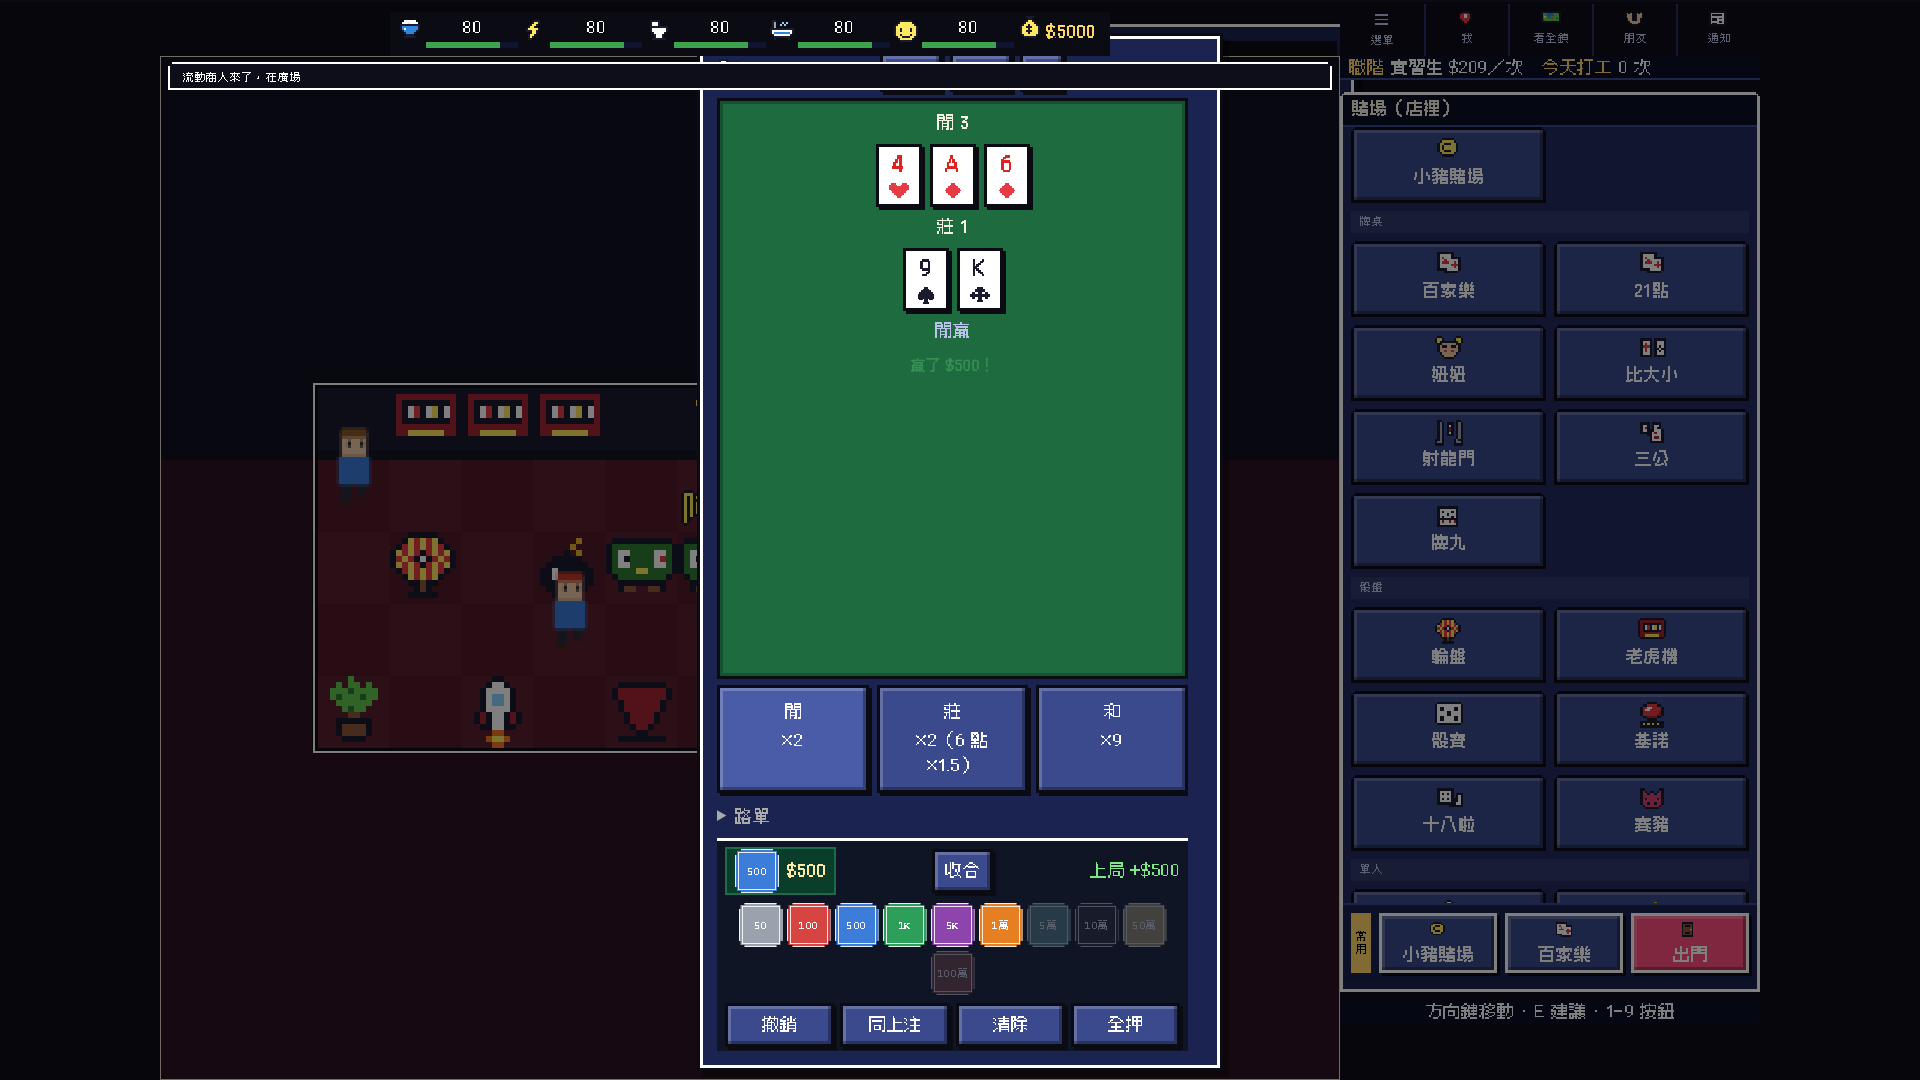 80
80
80
80
80
$5000
選單
我
看全鎮
朋友
通知
流動商人來了，在廣場
職階 實習生 $209／次 今天打工 0 次
賭場（店裡）
小豬賭場
牌桌
百家樂
21點
妞妞
比大小
射龍門
三公
牌九
骰盤
輪盤
老虎機
骰寶
基諾
十八啦
賽豬
單人
常用
小豬賭場
百家樂
出門
方向鍵移動 · E 建議 · 1-9 按鈕
閒 3
4
A
6
莊 1
9
K
閒贏
贏了 $500！
閒
×2
莊
×2（6 點
×1.5）
和
×9
▶ 路單
500
$500
收合
上局 +$500
50
100
500
1K
5K
1萬
5萬
10萬
50萬
100萬
撤銷
同上注
清除
全押